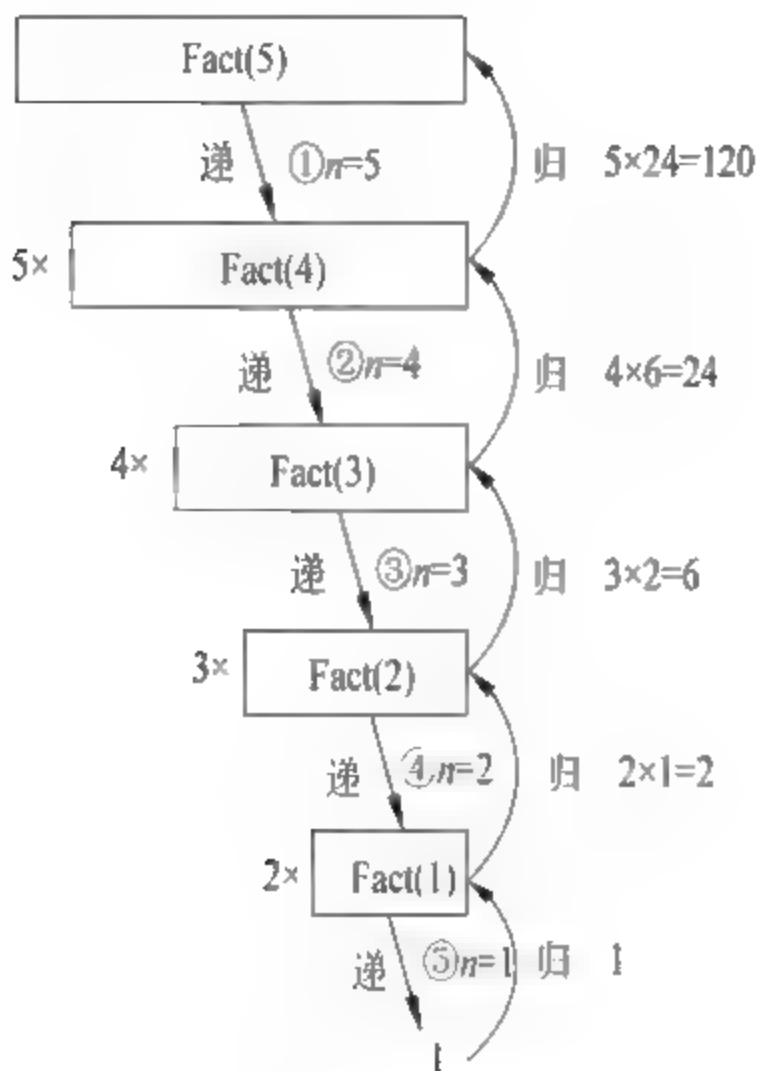 Fact(5)
递 ①n=5 归 5×24=120
5× Fact(4)
递 ②n=4 归 4×6=24
4× Fact(3)
递 ③n=3 归 3×2=6
3× Fact(2)
递 ④n=2 归 2×1=2
2× Fact(1)
递 ⑤n=1 归 1
1